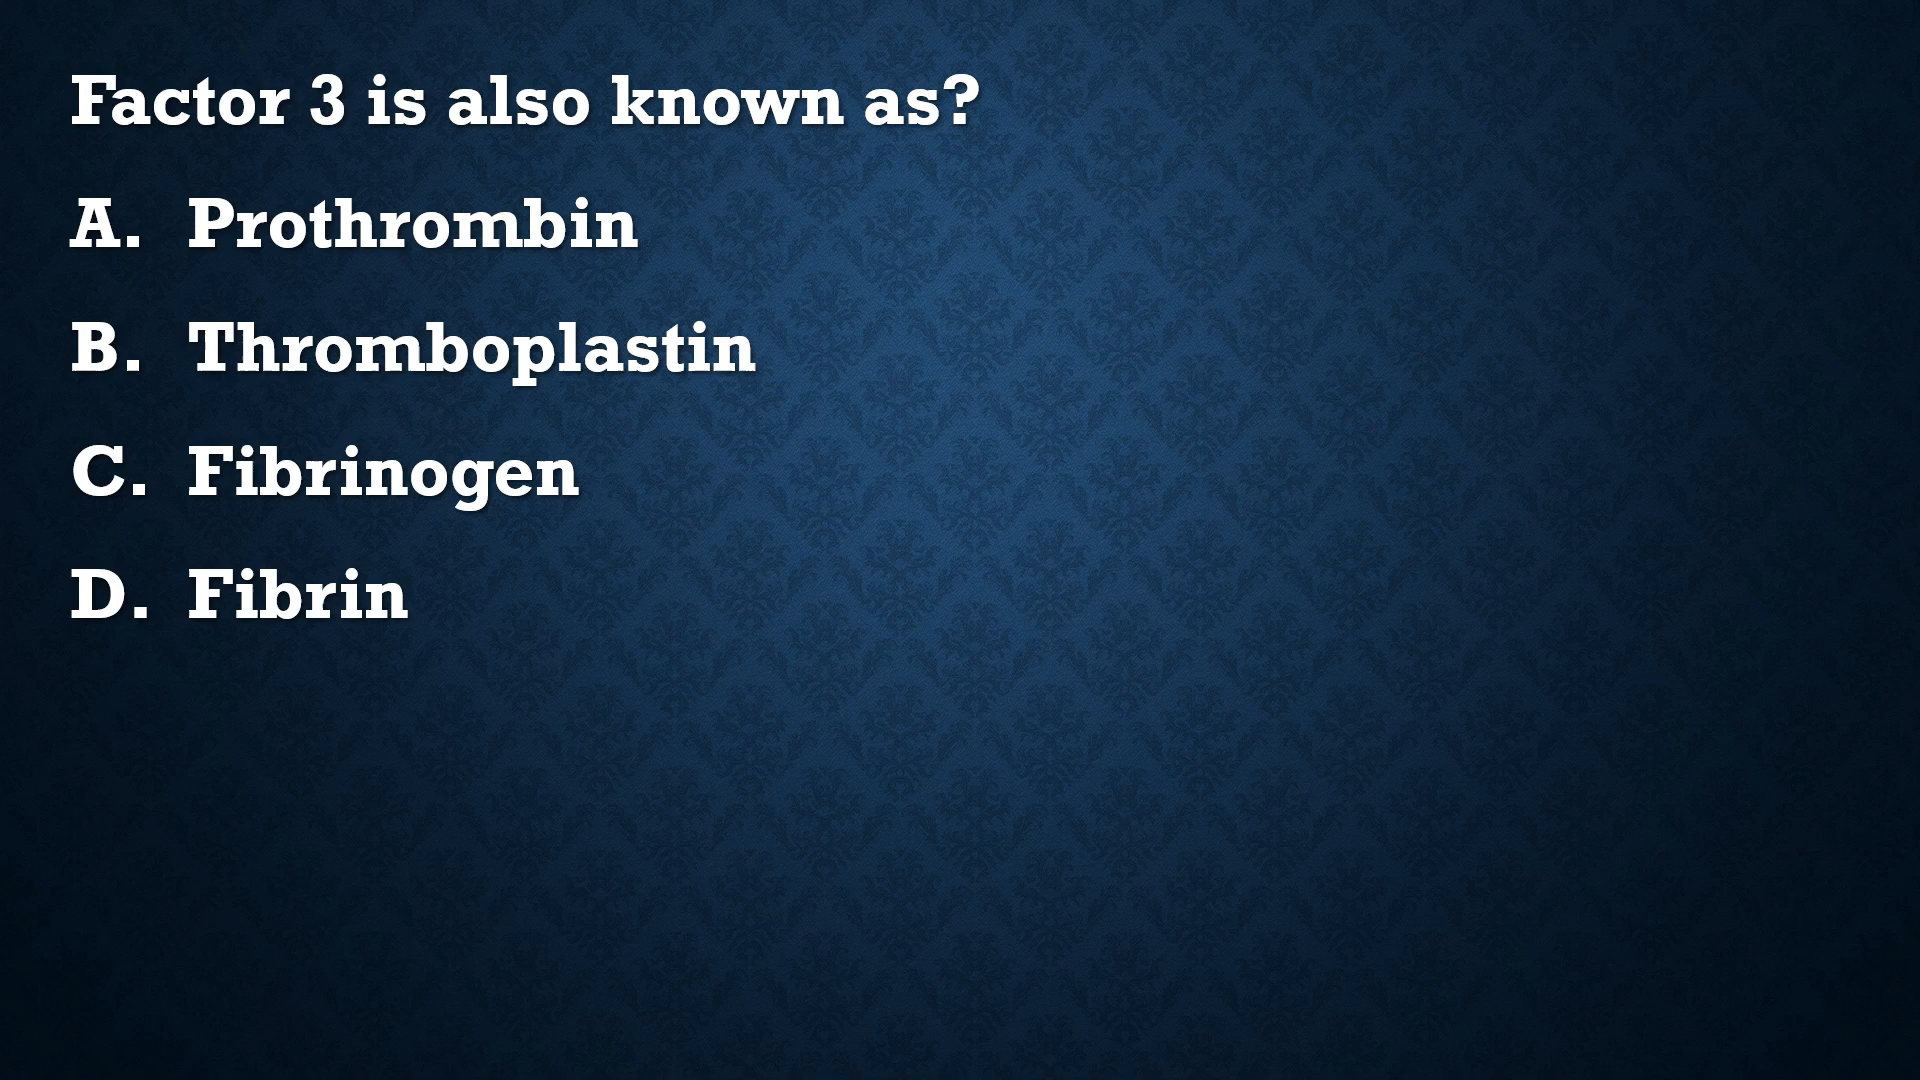 Factor 3 is also known as?
A. Prothrombin
B. Thromboplastin
C. Fibrinogen
D. Fibrin